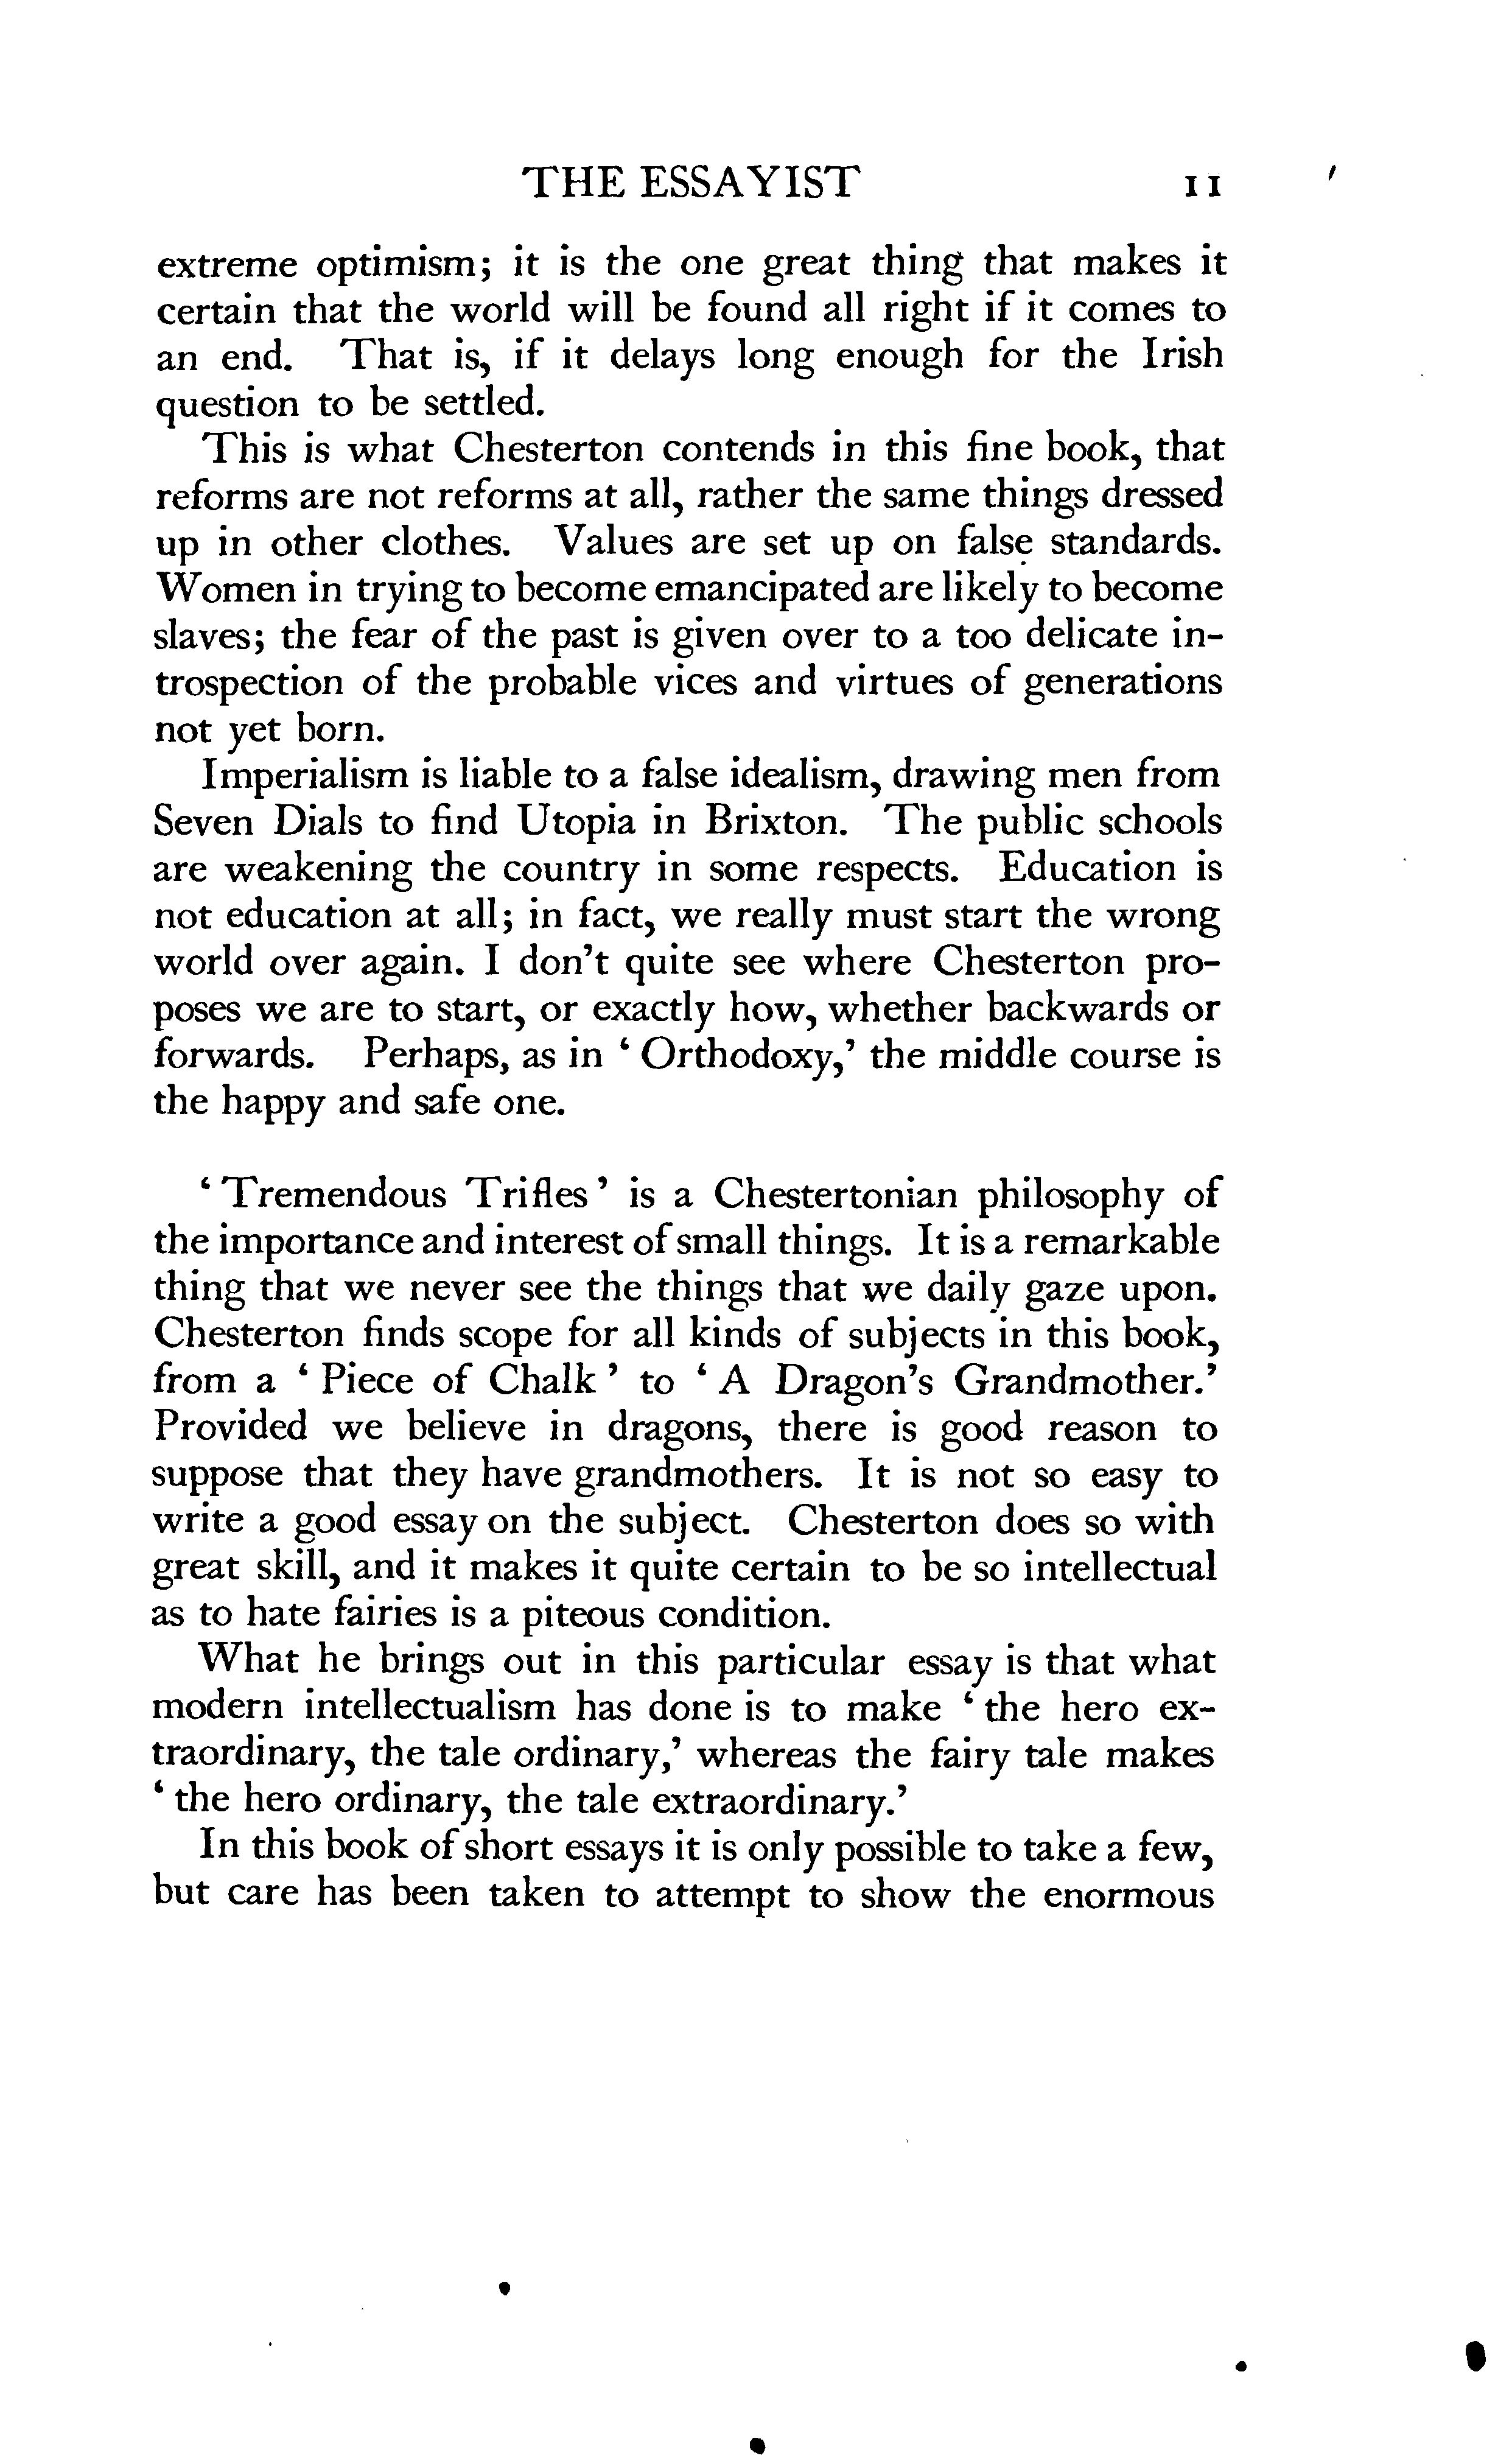 THE ESSAYIST 11
extreme optimism; it is the one great thing that makes it
certain that the world will be found all right if it comes to
an end. That is, if it delays long enough for the Irish
question to be settled.
This is what Chesterton contends in this fine book, that
reforms are not reforms at all, rather the same things dressed
up in other clothes. Values are set up on false standards.
Women in trying to become emancipated are likely to become
slaves; the fear of the past is given over to a too delicate in-
trospection of the probable vices and virtues of generations
not yet born.
Imperialism is liable to a false idealism, drawing men from
Seven Dials to find Utopia in Brixton. The public schools
are weakening the country in some respects. Education is
not education at all; in fact, we really must start the wrong
world over again. I don't quite see where Chesterton pro-
poses we are to start, or exactly how, whether backwards or
forwards. Perhaps, as in ‘ Orthodoxy,’ the middle course is
the happy and safe one.
‘ Tremendous Trifles ’ is a Chestertonian philosophy of
the importance and interest of small things. It is a remarkable
thing that we never see the things that we daily gaze upon.
Chesterton finds scope for all kinds of subjects in this book,
from a ‘ Piece of Chalk ’ to ‘ A Dragon’s Grandmother.’
Provided we believe in dragons, there is good reason to
suppose that they have grandmothers. It is not so easy to
write a good essay on the subject. Chesterton does so with
great skill, and it makes it quite certain to be so intellectual
as to hate fairies is a piteous condition.
What he brings out in this particular essay is that what
modern intellectualism has done is to make ‘ the hero ex-
traordinary, the tale ordinary,’ whereas the fairy tale makes
‘ the hero ordinary, the tale extraordinary.’
In this book of short essays it is only possible to take a few,
but care has been taken to attempt to show the enormous